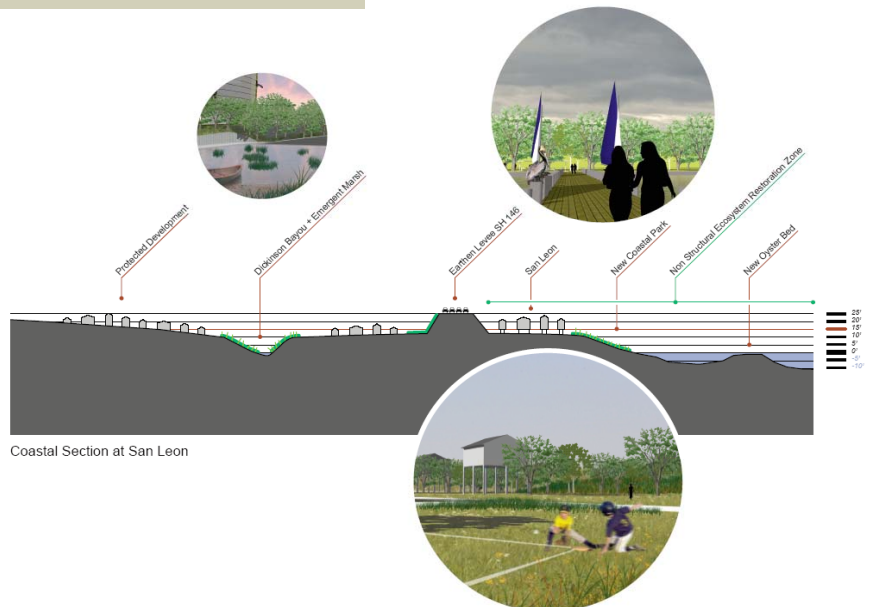 Protected Development
Dickinson Bayou + Emergent Marsh
Earthen Levee SH 146
San Leon
New Coastal Park
Non Structural Ecosystem Restoration Zone
New Oyster Bed
25'
20'
15'
10'
5'
0'
-5'
-10'
Coastal Section at San Leon